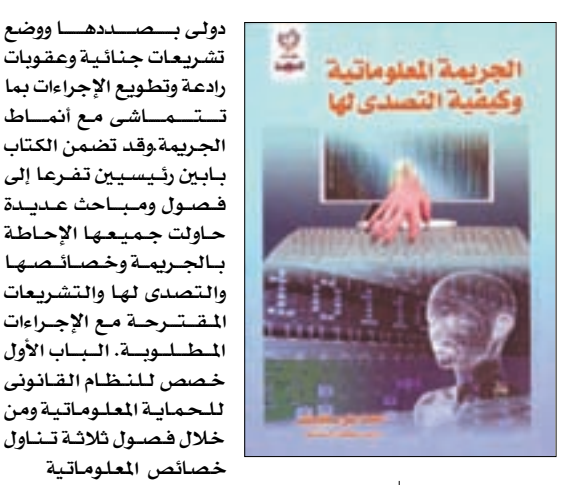 دولى بصددها ووضع
تشريعات جنائية وعقوبات
رادعة وتطويع الإجراءات بما
تتماشى مع أنماط
الجريمة.وقد تضمن الكتاب
بابين رئيسيين تفرعا إلى
فصول ومباحث عديدة
حاولت جميعها الإحاطة
بالجريمة وخصائصها
والتصدى لها والتشريعات
المقترحة مع الإجراءات
المطلوبة. الباب الأول
خصص للنظام القانونى
للحماية المعلوماتية ومن
خلال فصول ثلاثة تناول
خصائص المعلوماتية
الجريمة المعلوماتية
وكيفية التصدى لها